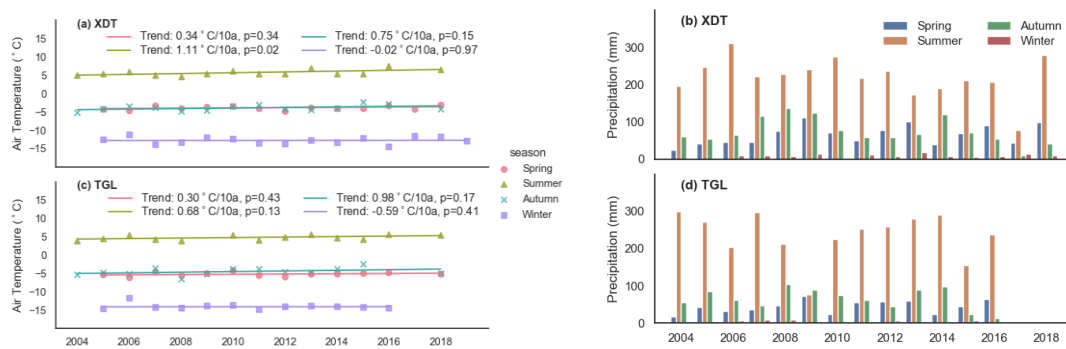 (a) XDT
Trend: 0.34 °C/10a, p=0.34
Trend: 0.75 °C/10a, p=0.15
Trend: 1.11 °C/10a, p=0.02
Trend: -0.02 °C/10a, p=0.97
Air Temperature (°C)
15
10
5
0
−5
−10
−15
(c) TGL
Trend: 0.30 °C/10a, p=0.43
Trend: 0.98 °C/10a, p=0.17
Trend: 0.68 °C/10a, p=0.13
Trend: -0.59 °C/10a, p=0.41
Air Temperature (°C)
15
10
5
0
−5
−10
−15
2004 2006 2008 2010 2012 2014 2016 2018
season
Spring
Summer
Autumn
Winter
(b) XDT
Spring
Autumn
Summer
Winter
Precipitation (mm)
300
200
100
0
(d) TGL
Precipitation (mm)
300
200
100
0
2004 2006 2008 2010 2012 2014 2016 2018